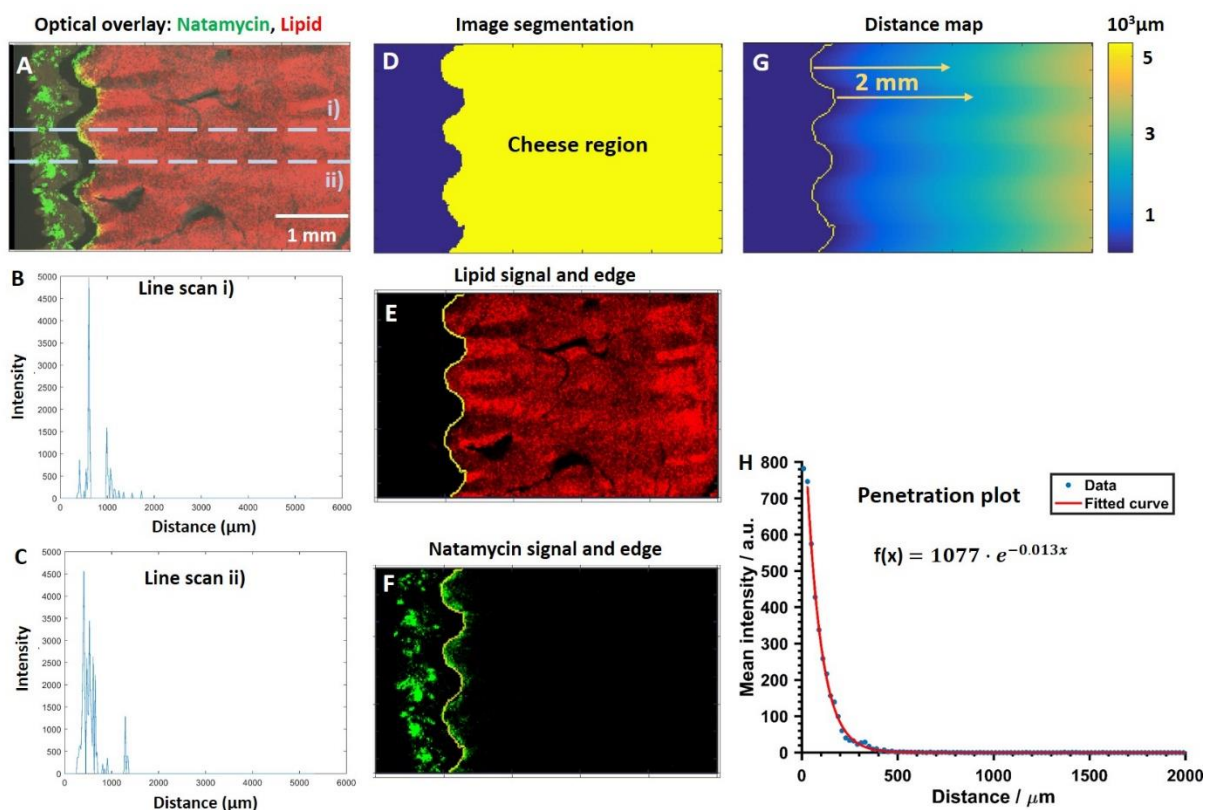 Optical overlay: Natamycin, Lipid
A
i)
ii)
1 mm
Image segmentation
D
Cheese region
Distance map
G
2 mm
10³µm
5
3
1
B
Line scan i)
Intensity
5000
4500
4000
3500
3000
2500
2000
1500
1000
500
0
0 1000 2000 3000 4000 5000 6000
Distance (µm)
Lipid signal and edge
E
C
Line scan ii)
Intensity
5000
4500
4000
3500
3000
2500
2000
1500
1000
500
0
0 1000 2000 3000 4000 5000 6000
Distance (µm)
Natamycin signal and edge
F
H
Penetration plot
Data
Fitted curve
f(x) = 1077 · e^−0.013x
Mean intensity / a.u.
800
700
600
500
400
300
200
100
0
0 500 1000 1500 2000
Distance / µm